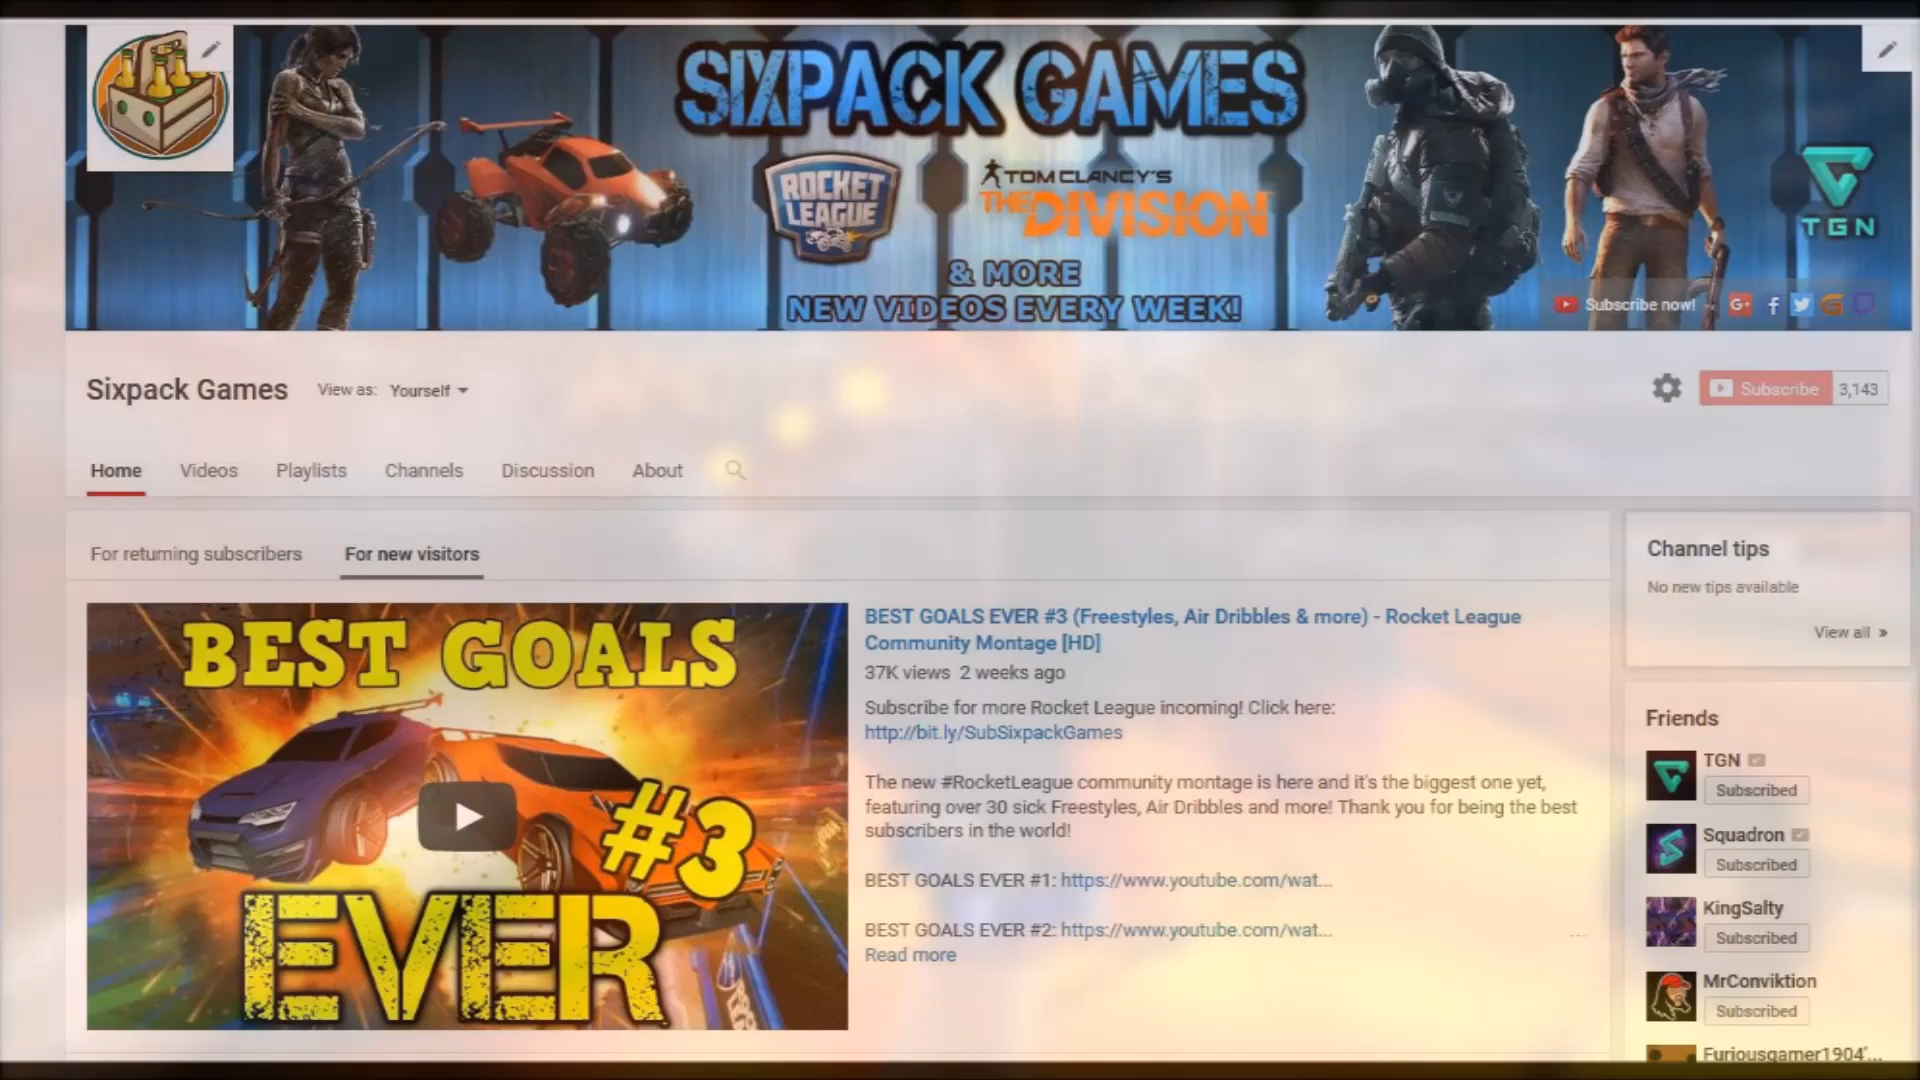 SIXPACK GAMES
ROCKET
LEAGUE
TOM CLANCY'S
THE DIVISION
& MORE
NEW VIDEOS EVERY WEEK!
TGN
Subscribe now!
G+
Sixpack Games
View as: Yourself
Subscribe 3,143
Home Videos Playlists Channels Discussion About
For returning subscribers For new visitors
BEST GOALS
#3
EVER
BEST GOALS EVER #3 (Freestyles, Air Dribbles & more) - Rocket League
Community Montage [HD]
37K views 2 weeks ago
Subscribe for more Rocket League incoming! Click here:
http://bit.ly/SubSixpackGames
The new #RocketLeague community montage is here and it's the biggest one yet,
featuring over 30 sick Freestyles, Air Dribbles and more! Thank you for being the best
subscribers in the world!
BEST GOALS EVER #1: https://www.youtube.com/wat...
BEST GOALS EVER #2: https://www.youtube.com/wat...
Read more
Channel tips
No new tips available
View all »
Friends
TGN
Subscribed
Squadron
Subscribed
KingSalty
Subscribed
MrConviktion
Subscribed
Furiousgamer1904'...